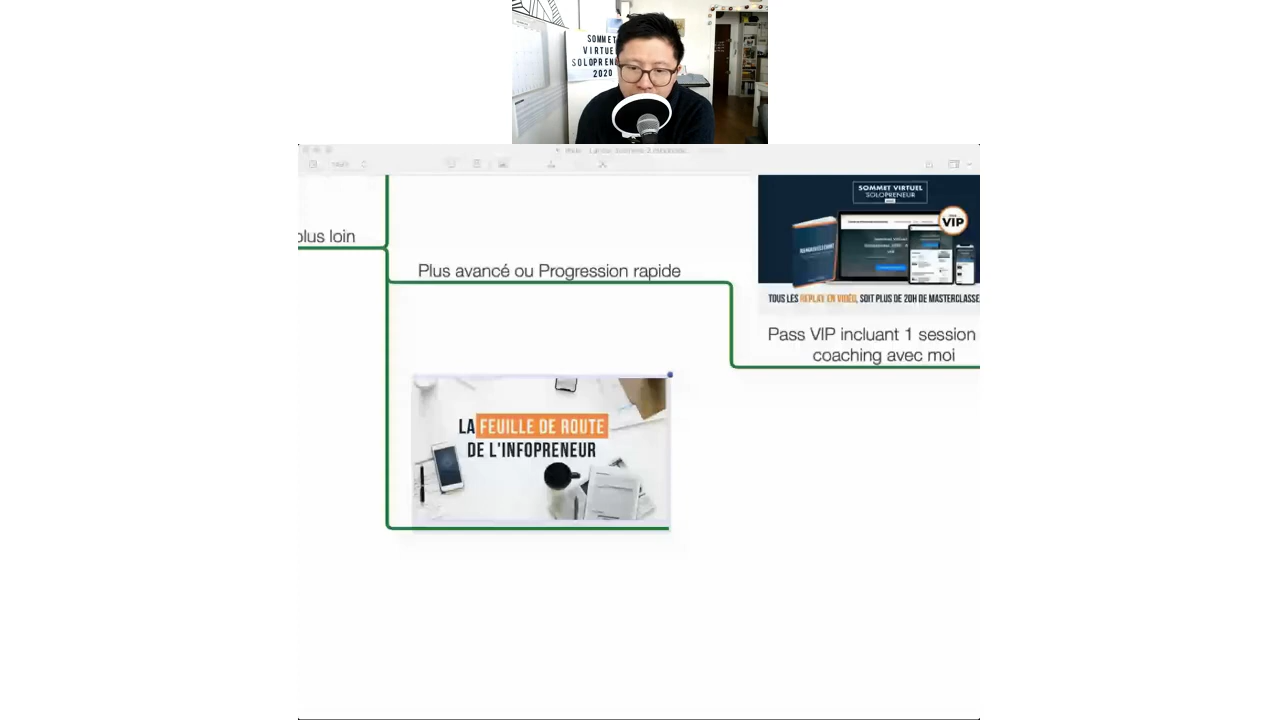 SOMMET
VIRTUE
SOLOPRENE
2020
plus loin
Plus avancé ou Progression rapide
SOMMET VIRTUEL
SOLOPRENEUR
VIP
TOUS LES REPLAY EN VIDÉO, SOIT PLUS DE 20H DE MASTERCLASSE
Pass VIP incluant 1 session
coaching avec moi
LA FEUILLE DE ROUTE
DE L'INFOPRENEUR